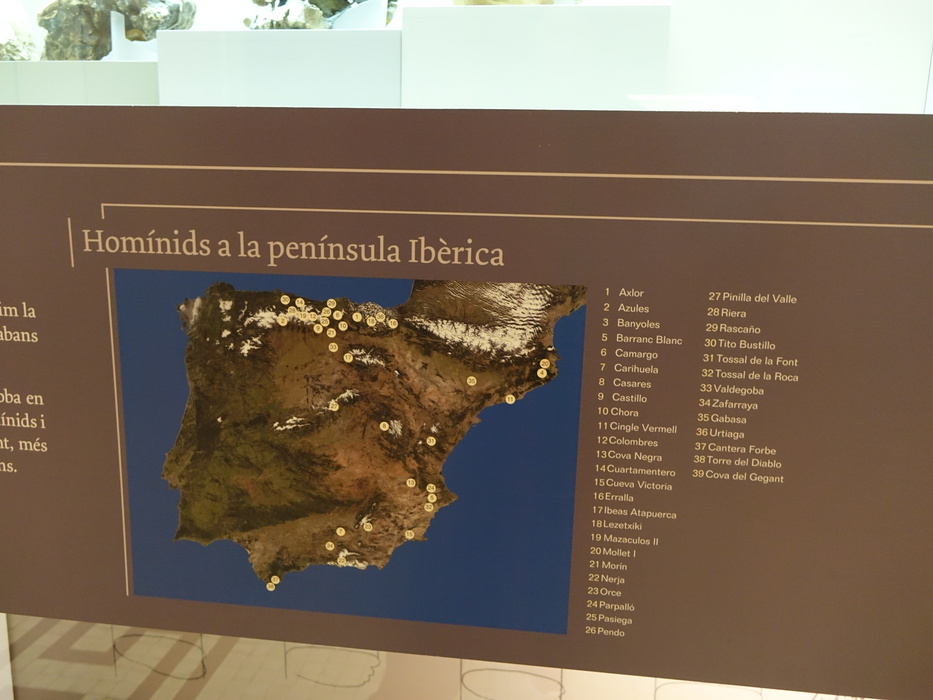 Homínids a la península Ibèrica
im la
abans
oba en
ínids i
nt, més
ns.
1 Axlor
2 Azules
3 Banyoles
5 Barranc Blanc
6 Camargo
7 Carihuela
8 Casares
9 Castillo
10 Chora
11 Cingle Vermell
12 Colombres
13 Cova Negra
14 Cuartamentero
15 Cueva Victoria
16 Erralla
17 Ibeas Atapuerca
18 Lezetxiki
19 Mazaculos II
20 Mollet I
21 Morín
22 Nerja
23 Orce
24 Parpalló
25 Pasiega
26 Pendo
27 Pinilla del Valle
28 Riera
29 Rascaño
30 Tito Bustillo
31 Tossal de la Font
32 Tossal de la Roca
33 Valdegoba
34 Zafarraya
35 Gabasa
36 Urtiaga
37 Cantera Forbe
38 Torre del Diablo
39 Cova del Gegant